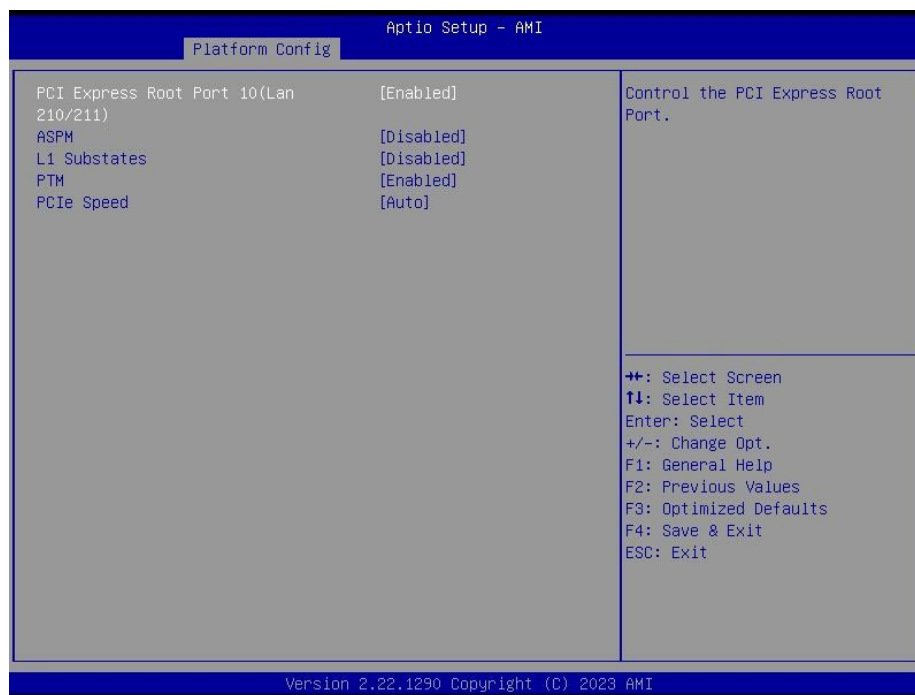 Aptio Setup – AMI
Platform Config
PCI Express Root Port 10(Lan 210/211) [Enabled]
ASPM [Disabled]
L1 Substates [Disabled]
PTM [Enabled]
PCIe Speed [Auto]
Control the PCI Express Root
Port.
→←: Select Screen
↑↓: Select Item
Enter: Select
+/-: Change Opt.
F1: General Help
F2: Previous Values
F3: Optimized Defaults
F4: Save & Exit
ESC: Exit
Version 2.22.1290 Copyright (C) 2023 AMI